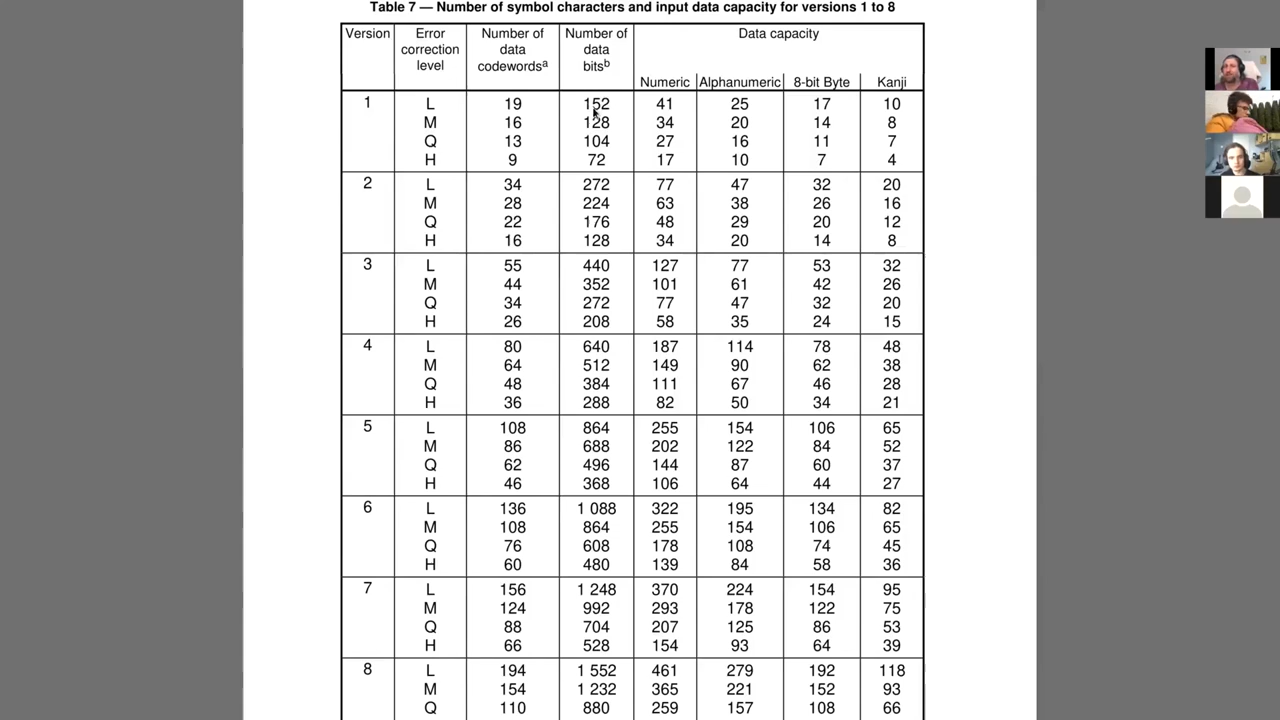 Table 7 — Number of symbol characters and input data capacity for versions 1 to 8
Version Error correction level Number of data codewordsa Number of data bitsb Data capacity
Numeric Alphanumeric 8-bit Byte Kanji
1 L 19 152 41 25 17 10
M 16 128 34 20 14 8
Q 13 104 27 16 11 7
H 9 72 17 10 7 4
2 L 34 272 77 47 32 20
M 28 224 63 38 26 16
Q 22 176 48 29 20 12
H 16 128 34 20 14 8
3 L 55 440 127 77 53 32
M 44 352 101 61 42 26
Q 34 272 77 47 32 20
H 26 208 58 35 24 15
4 L 80 640 187 114 78 48
M 64 512 149 90 62 38
Q 48 384 111 67 46 28
H 36 288 82 50 34 21
5 L 108 864 255 154 106 65
M 86 688 202 122 84 52
Q 62 496 144 87 60 37
H 46 368 106 64 44 27
6 L 136 1 088 322 195 134 82
M 108 864 255 154 106 65
Q 76 608 178 108 74 45
H 60 480 139 84 58 36
7 L 156 1 248 370 224 154 95
M 124 992 293 178 122 75
Q 88 704 207 125 86 53
H 66 528 154 93 64 39
8 L 194 1 552 461 279 192 118
M 154 1 232 365 221 152 93
Q 110 880 259 157 108 66